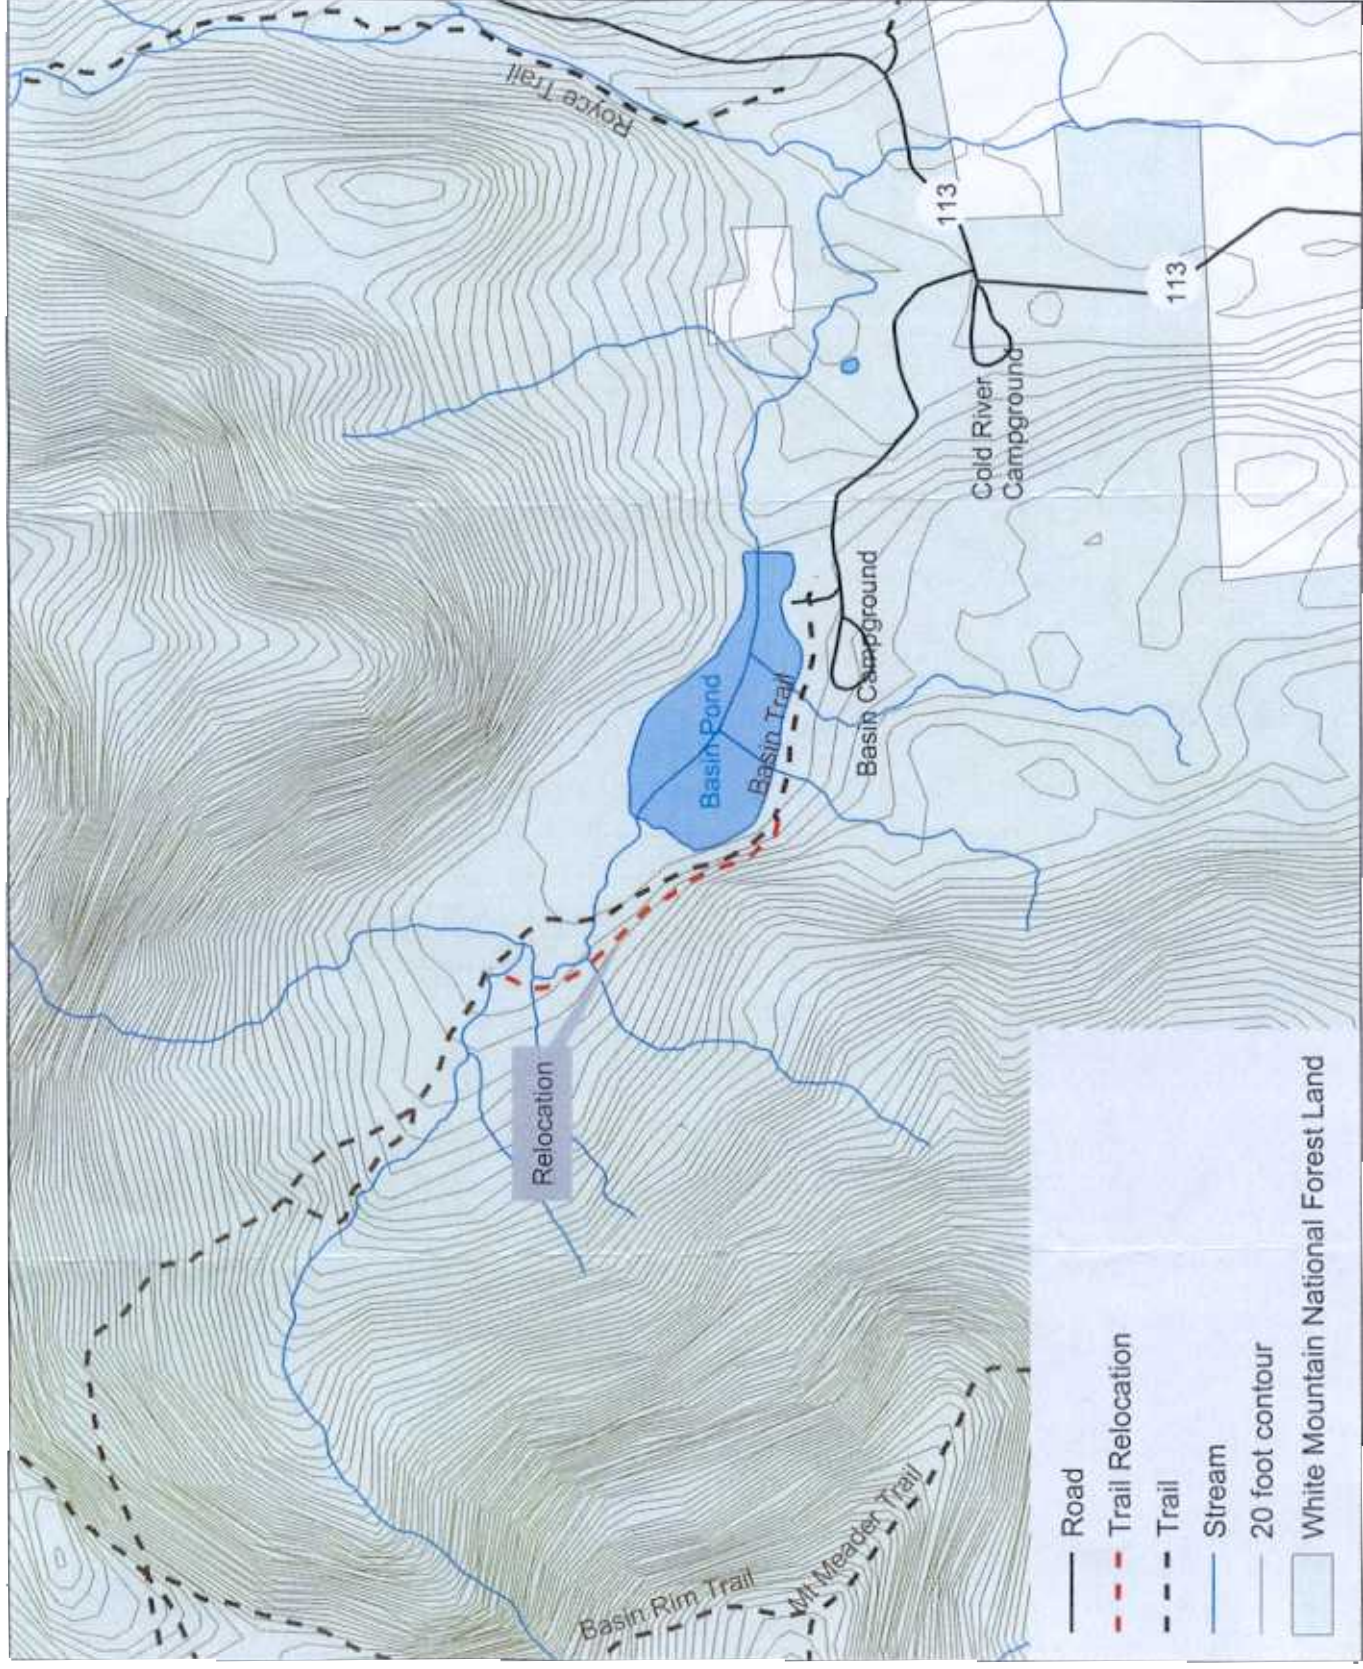 Royce Trail
113
113
Cold River
Campground
Basin Pond
Basin Trail
Basin Campground
Relocation
Basin Rim Trail
Mt Meader Trail
Road
Trail Relocation
Trail
Stream
20 foot contour
White Mountain National Forest Land